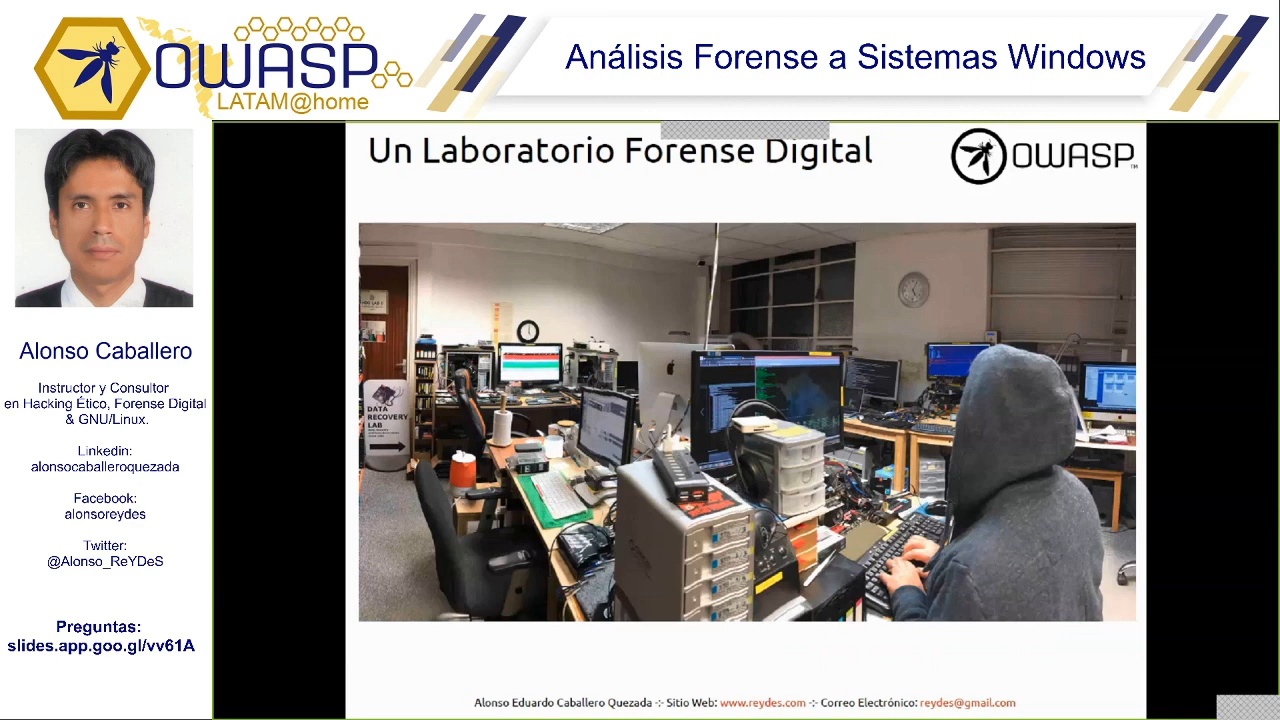 OWASP
LATAM@home
Análisis Forense a Sistemas Windows
Alonso Caballero
Instructor y Consultor
en Hacking Ético, Forense Digital
& GNU/Linux.
Linkedin:
alonsocaballeroquezada
Facebook:
alonsoreydes
Twitter:
@Alonso_ReYDeS
Preguntas:
slides.app.goo.gl/vv61A
Un Laboratorio Forense Digital
OWASP
DATA
RECOVERY
LAB
Alonso Eduardo Caballero Quezada -:- Sitio Web: www.reydes.com -:- Correo Electrónico: reydes@gmail.com